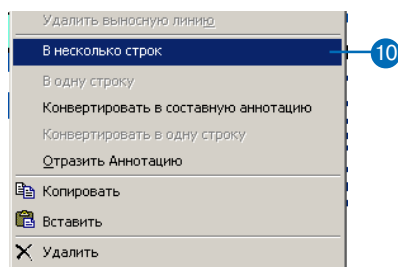 Удалить выносную линию
В несколько строк
10
В одну строку
Конвертировать в составную аннотацию
Конвертировать в одну строку
Отразить Аннотацию
Копировать
Вставить
Удалить